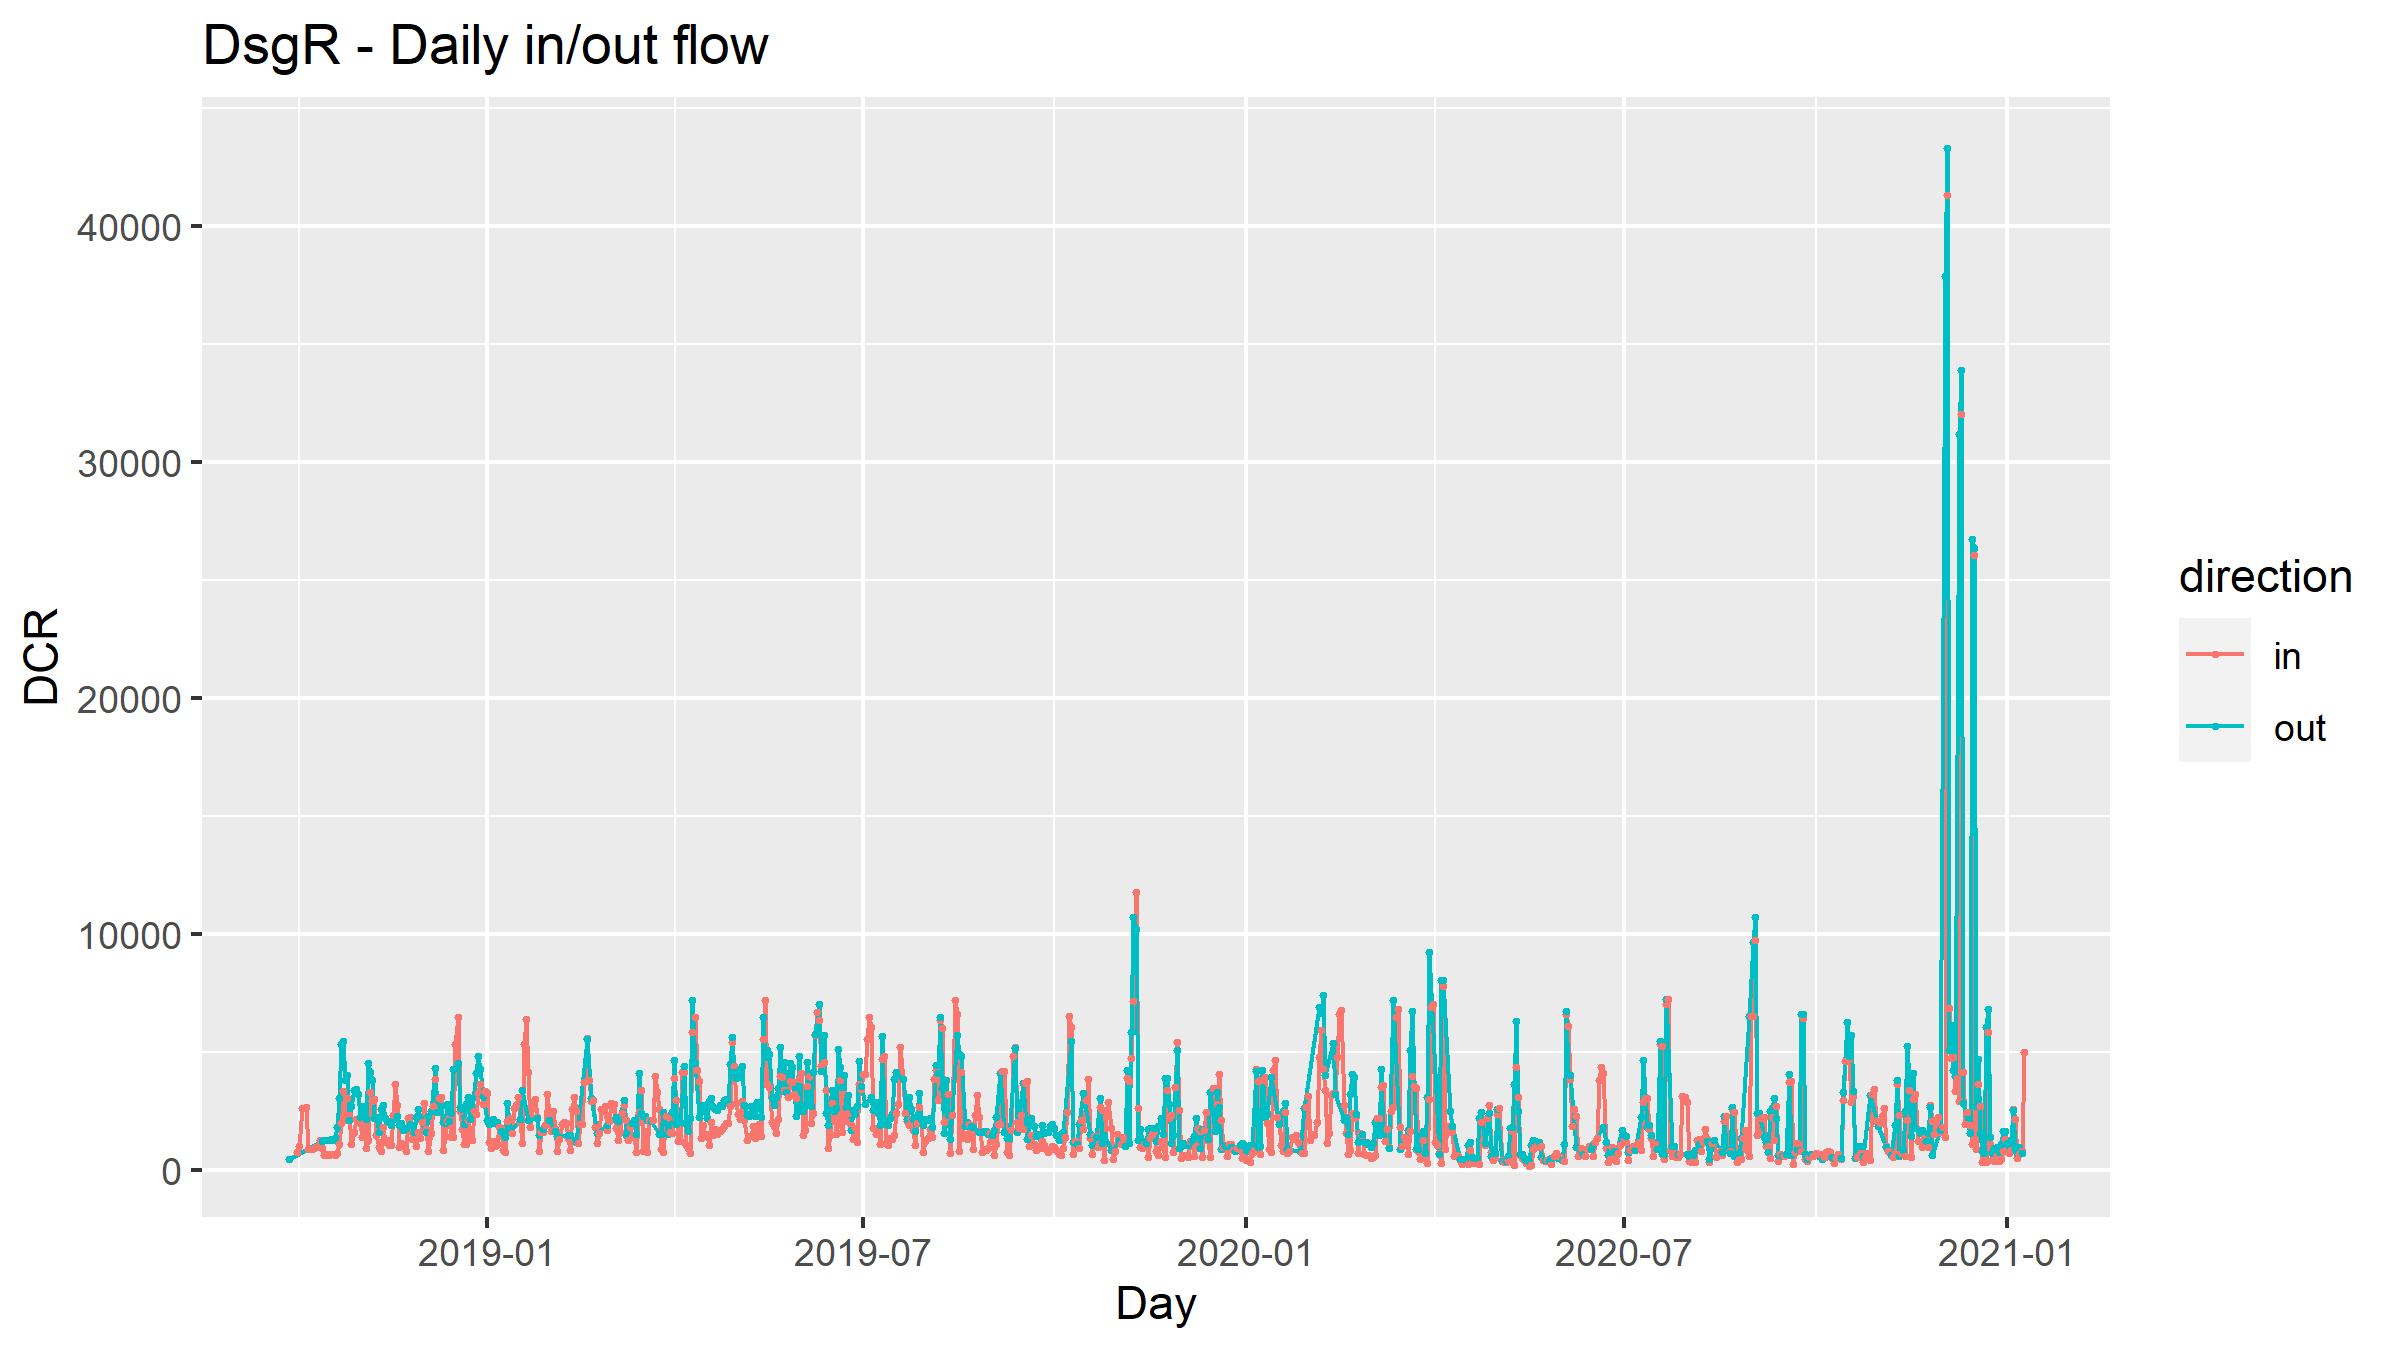 DsgR - Daily in/out flow
DCR
40000
30000
20000
10000
0
2019-01
2019-07
2020-01
2020-07
2021-01
Day
direction
in
out